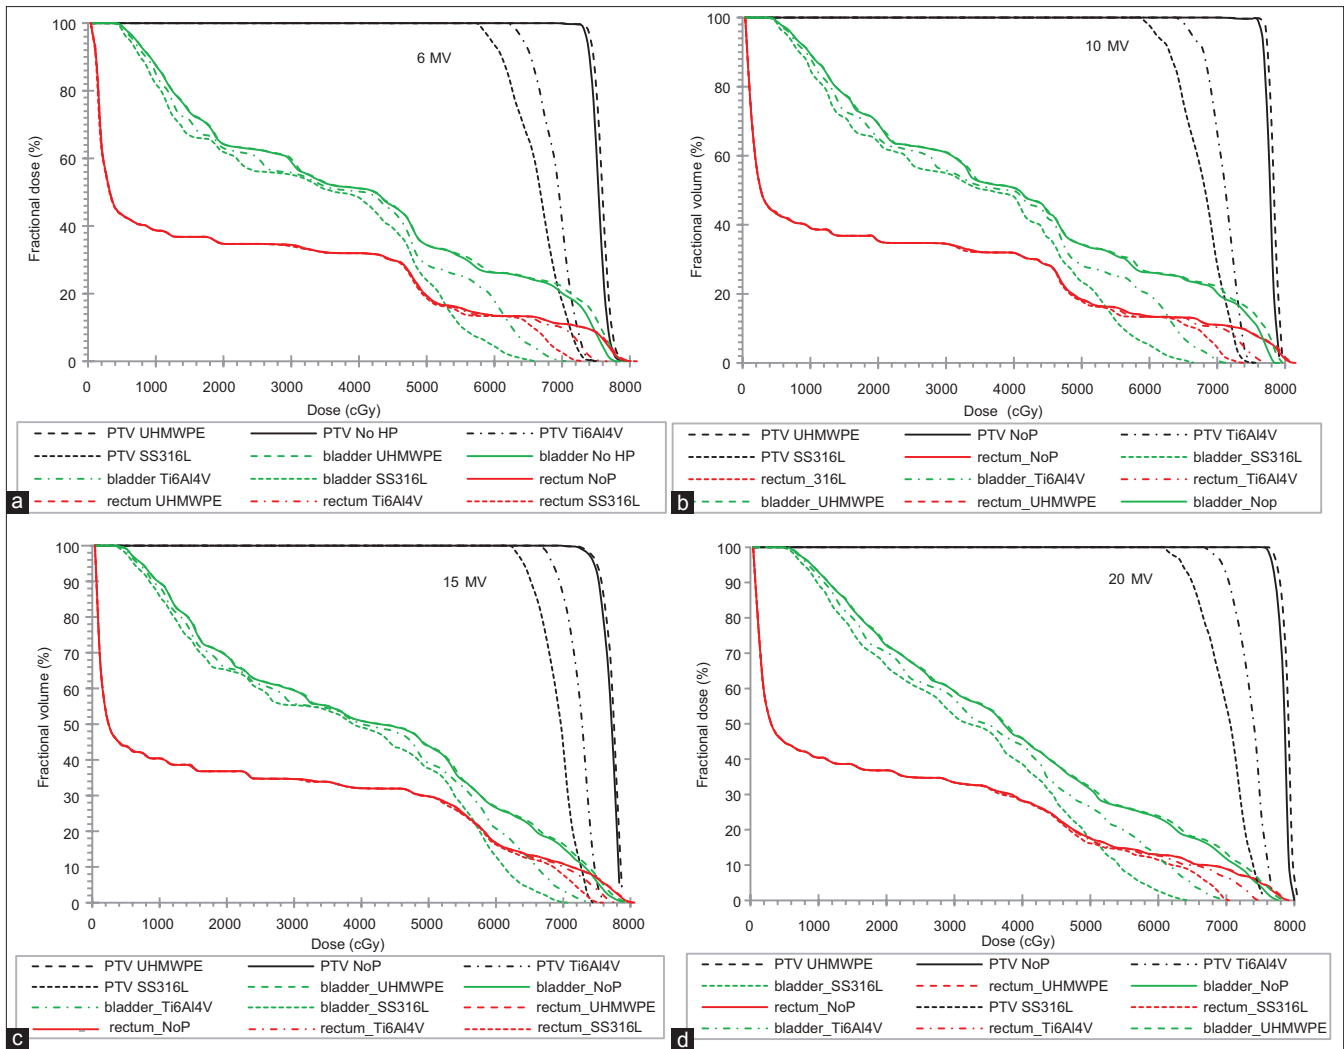 100
80
60
40
20
0
Fractional dose (%)
6 MV
0 1000 2000 3000 4000 5000 6000 7000 8000
Dose (cGy)
PTV UHMWPE PTV No HP PTV Ti6Al4V
PTV SS316L bladder UHMWPE bladder No HP
bladder Ti6Al4V bladder SS316L rectum NoP
rectum UHMWPE rectum Ti6Al4V rectum SS316L
a
100
80
60
40
20
0
Fractional volume (%)
10 MV
0 1000 2000 3000 4000 5000 6000 7000 8000
Dose (cGy)
PTV UHMWPE PTV NoP PTV Ti6Al4V
PTV SS316L rectum_NoP bladder_SS316L
rectum_316L bladder_Ti6Al4V rectum_Ti6Al4V
bladder_UHMWPE rectum_UHMWPE bladder_Nop
b
100
90
80
70
60
50
40
30
20
10
0
Fractional volume (%)
15 MV
0 1000 2000 3000 4000 5000 6000 7000 8000
Dose (cGy)
PTV UHMWPE PTV NoP PTV Ti6Al4V
PTV SS316L bladder_UHMWPE bladder_NoP
bladder_Ti6Al4V bladder_SS316L rectum_UHMWPE
rectum_NoP rectum_Ti6Al4V rectum_SS316L
c
100
90
80
70
60
50
40
30
20
10
0
Fractional dose (%)
20 MV
0 1000 2000 3000 4000 5000 6000 7000 8000
Dose (cGy)
PTV UHMWPE PTV NoP PTV Ti6Al4V
bladder_SS316L rectum_UHMWPE bladder_NoP
rectum_NoP PTV SS316L rectum_SS316L
bladder_Ti6Al4V rectum_Ti6Al4V bladder_UHMWPE
d